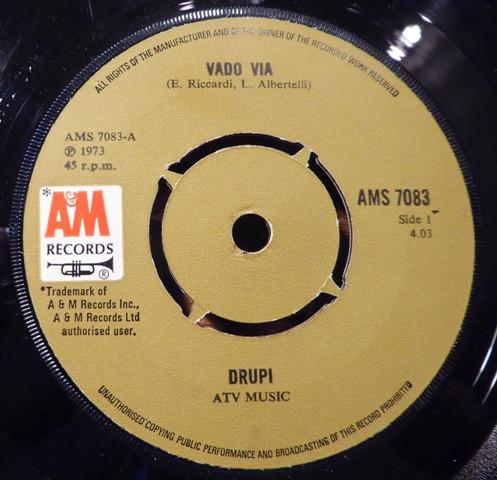 ALL RIGHTS OF THE MANUFACTURER AND OF THE OWNER OF THE RECORDED WORK RESERVED
VADO VIA
(E. Riccardi, L. Albertelli)
AMS 7083-A
℗ 1973
45 r.p.m.
AMS 7083
Side 1
4.03
*A&M
RECORDS
®
*Trademark of
A & M Records Inc.,
A & M Records Ltd
authorised user.
DRUPI
ATV MUSIC
UNAUTHORISED COPYING PUBLIC PERFORMANCE AND BROADCASTING OF THIS RECORD PROHIBITED